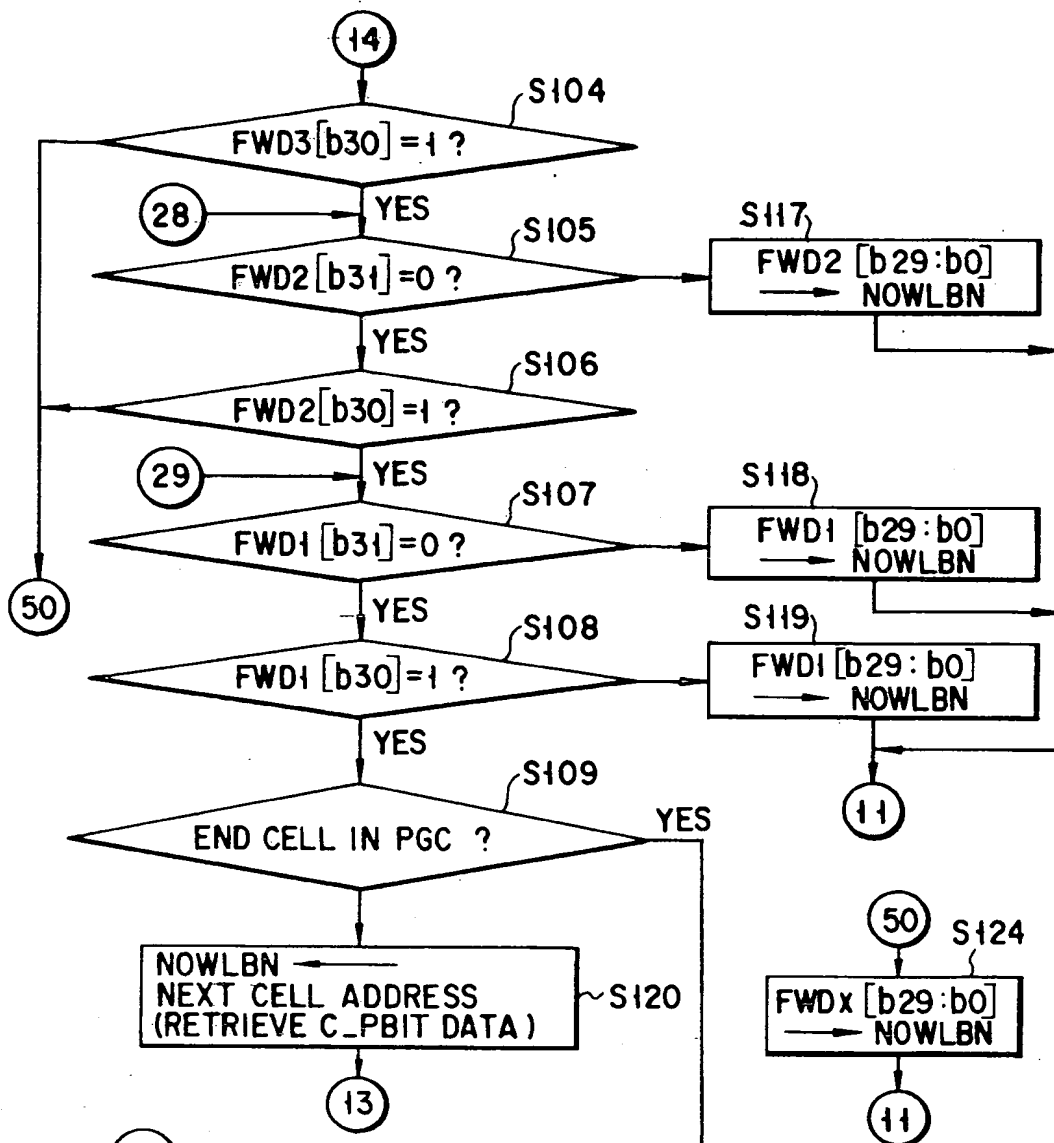 14
S104
FWD3[b30]=1 ?
28
YES
S105
FWD2[b31]=0 ?
S117
FWD2 [b29:b0]
NOWLBN
YES
S106
FWD2[b30]=1 ?
29
YES
S107
FWD1[b31]=0 ?
S118
FWD1 [b29:b0]
NOWLBN
50
YES
S108
FWD1[b30]=1 ?
S119
FWD1[b29:b0]
NOWLBN
YES
S109
END CELL IN PGC ?
YES
11
NOWLBN
NEXT CELL ADDRESS
(RETRIEVE C_PBIT DATA)
S120
13
50
S124
FWDx [b29:b0]
NOWLBN
11